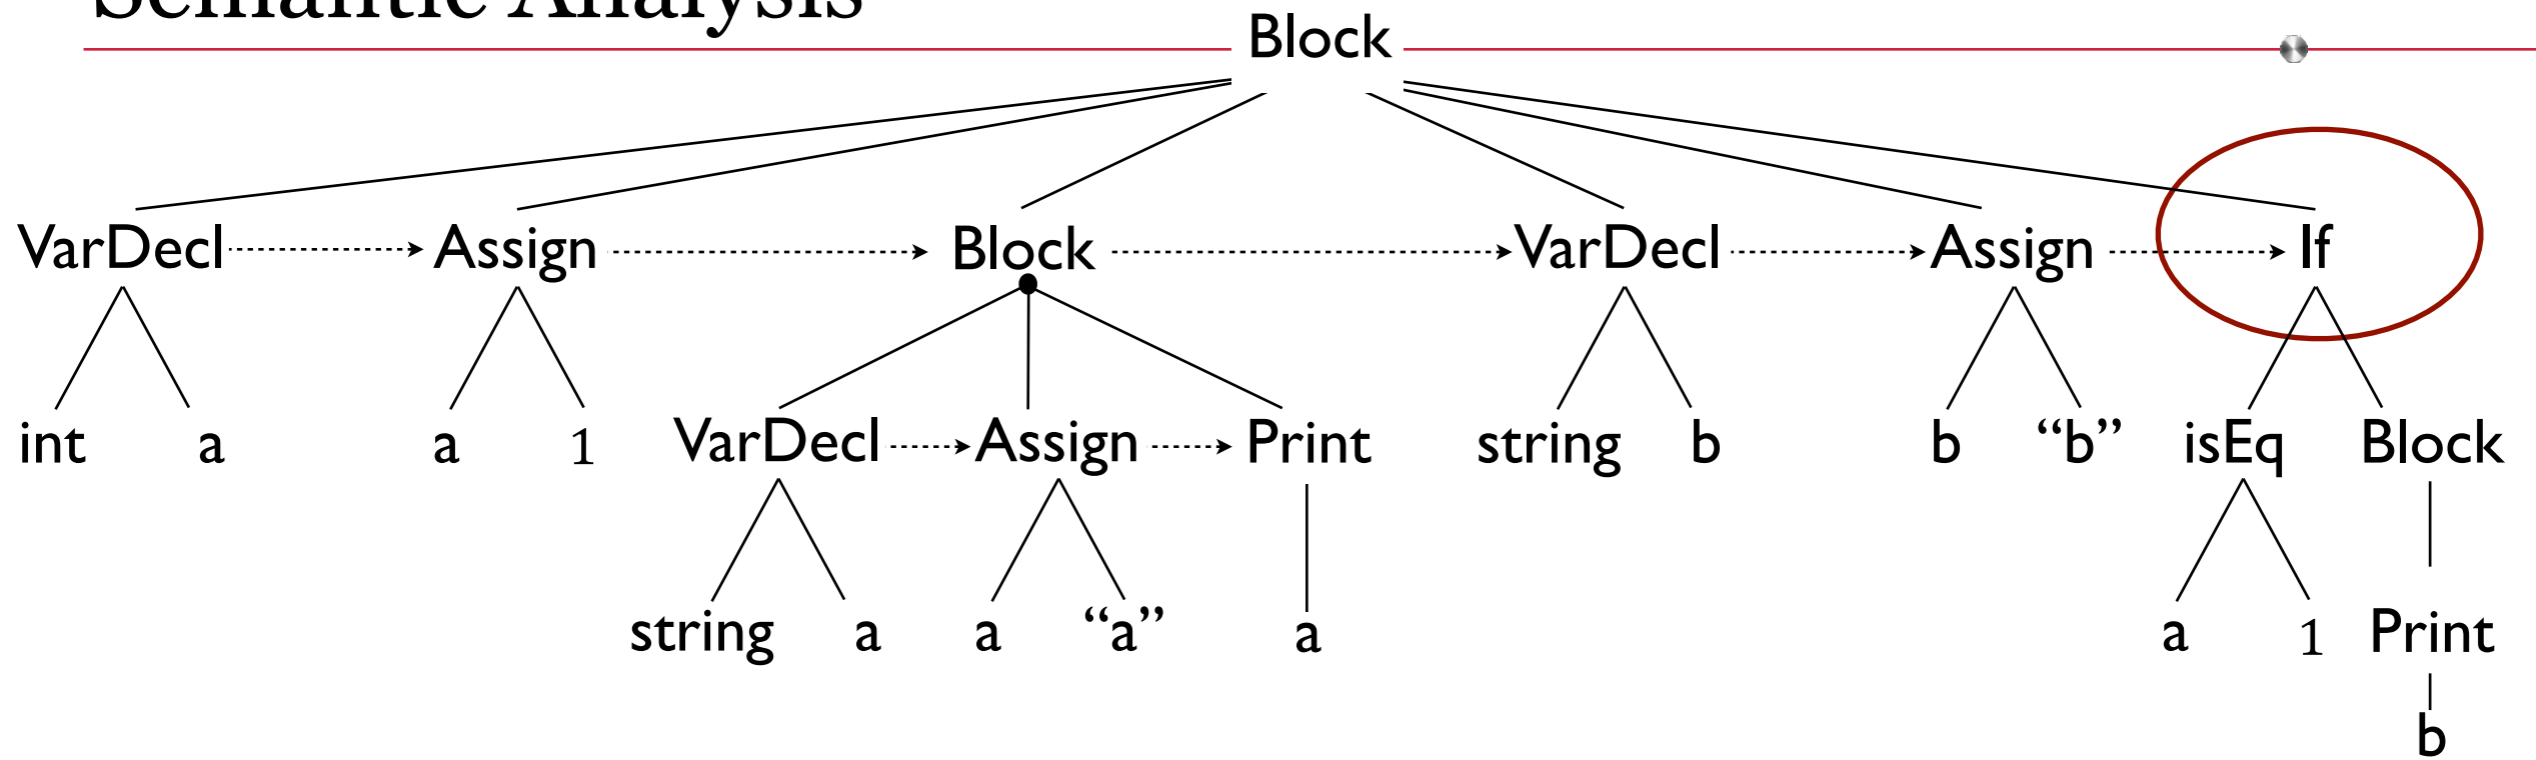 Semantic Analysis
Block
VarDecl Assign Block VarDecl Assign If
int a a 1 VarDecl Assign Print string b b “b” isEq Block
string a a “a” a a 1 Print
b